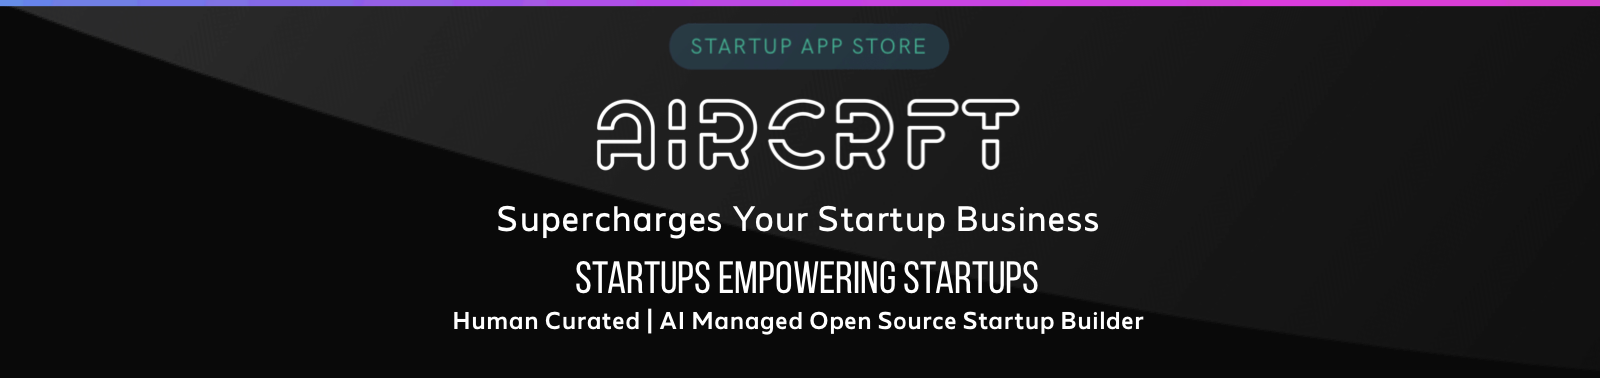 STARTUP APP STORE
AIRCRFT
Supercharges Your Startup Business
STARTUPS EMPOWERING STARTUPS
Human Curated | AI Managed Open Source Startup Builder